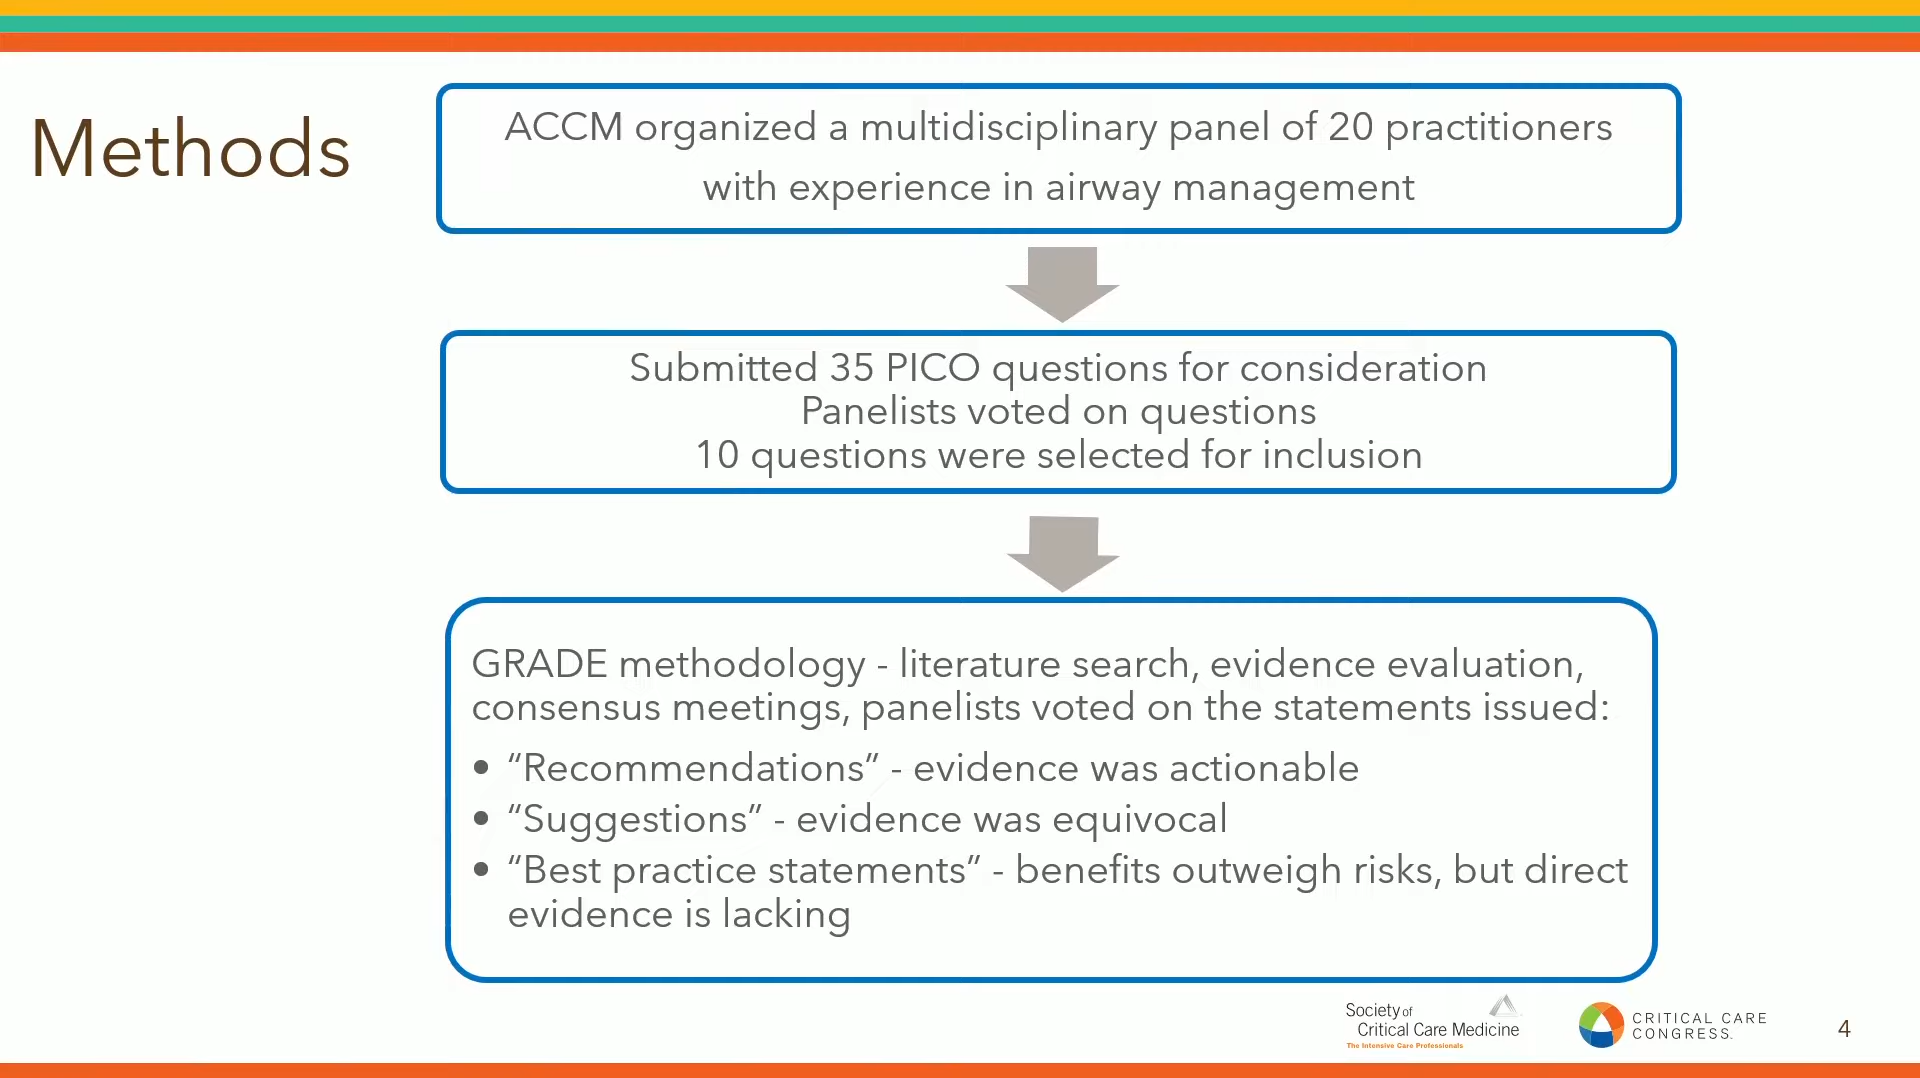 Methods
ACCM organized a multidisciplinary panel of 20 practitioners
with experience in airway management
Submitted 35 PICO questions for consideration
Panelists voted on questions
10 questions were selected for inclusion
GRADE methodology - literature search, evidence evaluation,
consensus meetings, panelists voted on the statements issued:
• “Recommendations” - evidence was actionable
• “Suggestions” - evidence was equivocal
• “Best practice statements” - benefits outweigh risks, but direct
evidence is lacking
Society of
Critical Care Medicine
The Intensive Care Professionals
CRITICAL CARE
CONGRESS.
4